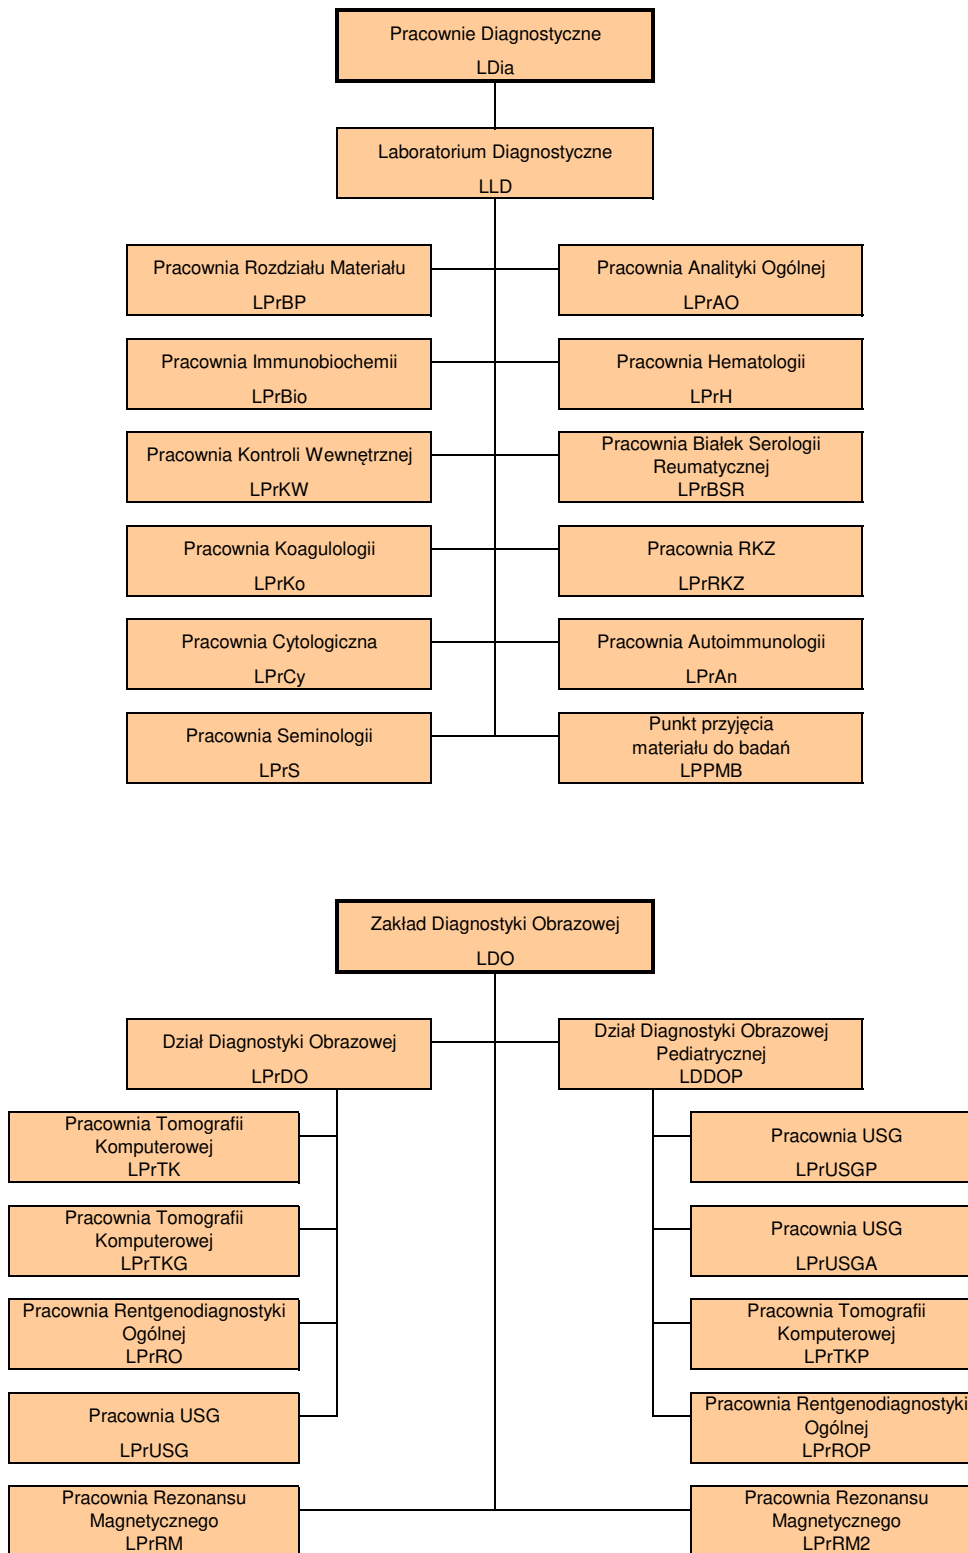 Pracownie Diagnostyczne
LDia
Laboratorium Diagnostyczne
LLD
Pracownia Rozdziału Materiału
LPrBP
Pracownia Analityki Ogólnej
LPrAO
Pracownia Immunobiochemii
LPrBio
Pracownia Hematologii
LPrH
Pracownia Kontroli Wewnętrznej
LPrKW
Pracownia Białek Serologii
Reumatycznej
LPrBSR
Pracownia Koagulologii
LPrKo
Pracownia RKZ
LPrRKZ
Pracownia Cytologiczna
LPrCy
Pracownia Autoimmunologii
LPrAn
Pracownia Seminologii
LPrS
Punkt przyjęcia
materiału do badań
LPPMB
Zakład Diagnostyki Obrazowej
LDO
Dział Diagnostyki Obrazowej
LPrDO
Dział Diagnostyki Obrazowej
Pediatrycznej
LDDOP
Pracownia Tomografii
Komputerowej
LPrTK
Pracownia USG
LPrUSGP
Pracownia Tomografii
Komputerowej
LPrTKG
Pracownia USG
LPrUSGA
Pracownia Rentgenodiagnostyki
Ogólnej
LPrRO
Pracownia Tomografii
Komputerowej
LPrTKP
Pracownia USG
LPrUSG
Pracownia Rentgenodiagnostyki
Ogólnej
LPrROP
Pracownia Rezonansu
Magnetycznego
LPrRM
Pracownia Rezonansu
Magnetycznego
LPrRM2